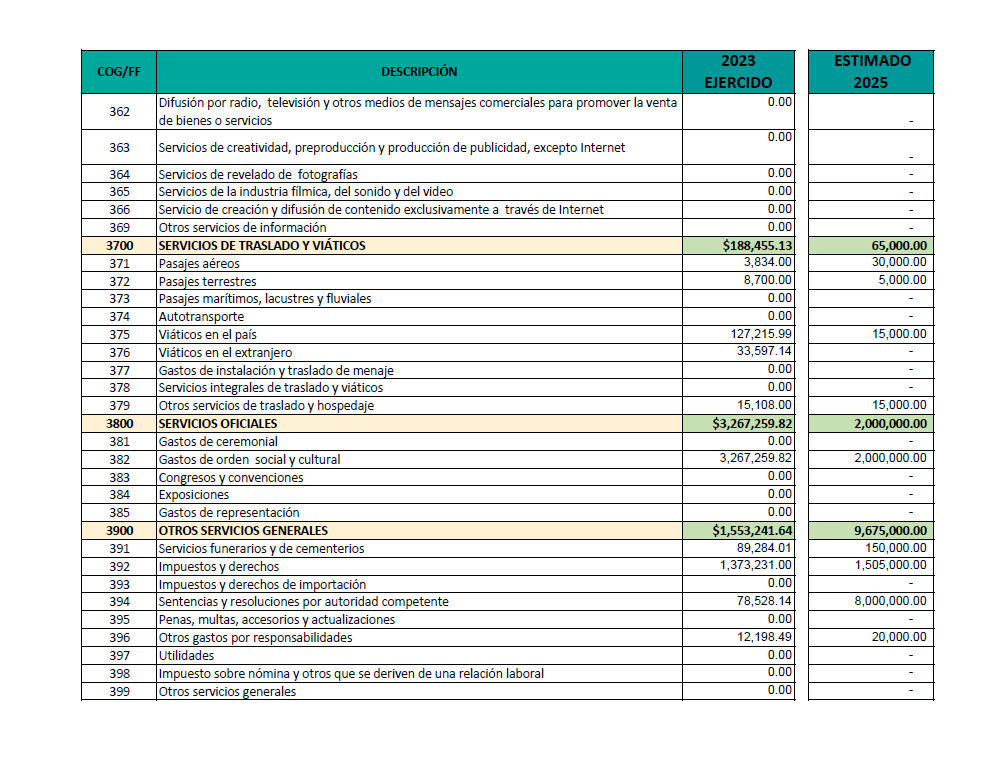 COG/FF DESCRIPCIÓN 2023 EJERCIDO ESTIMADO 2025
362 Difusión por radio, televisión y otros medios de mensajes comerciales para promover la venta 0.00
de bienes o servicios -
363 Servicios de creatividad, preproducción y producción de publicidad, excepto Internet 0.00 -
364 Servicios de revelado de fotografías 0.00 -
365 Servicios de la industria fílmica, del sonido y del video 0.00 -
366 Servicio de creación y difusión de contenido exclusivamente a través de Internet 0.00 -
369 Otros servicios de información 0.00 -
3700 SERVICIOS DE TRASLADO Y VIÁTICOS $188,455.13 65,000.00
371 Pasajes aéreos 3,834.00 30,000.00
372 Pasajes terrestres 8,700.00 5,000.00
373 Pasajes marítimos, lacustres y fluviales 0.00 -
374 Autotransporte 0.00 -
375 Viáticos en el país 127,215.99 15,000.00
376 Viáticos en el extranjero 33,597.14 -
377 Gastos de instalación y traslado de menaje 0.00 -
378 Servicios integrales de traslado y viáticos 0.00 -
379 Otros servicios de traslado y hospedaje 15,108.00 15,000.00
3800 SERVICIOS OFICIALES $3,267,259.82 2,000,000.00
381 Gastos de ceremonial 0.00 -
382 Gastos de orden social y cultural 3,267,259.82 2,000,000.00
383 Congresos y convenciones 0.00 -
384 Exposiciones 0.00 -
385 Gastos de representación 0.00 -
3900 OTROS SERVICIOS GENERALES $1,553,241.64 9,675,000.00
391 Servicios funerarios y de cementerios 89,284.01 150,000.00
392 Impuestos y derechos 1,373,231.00 1,505,000.00
393 Impuestos y derechos de importación 0.00 -
394 Sentencias y resoluciones por autoridad competente 78,528.14 8,000,000.00
395 Penas, multas, accesorios y actualizaciones 0.00 -
396 Otros gastos por responsabilidades 12,198.49 20,000.00
397 Utilidades 0.00 -
398 Impuesto sobre nómina y otros que se deriven de una relación laboral 0.00 -
399 Otros servicios generales 0.00 -